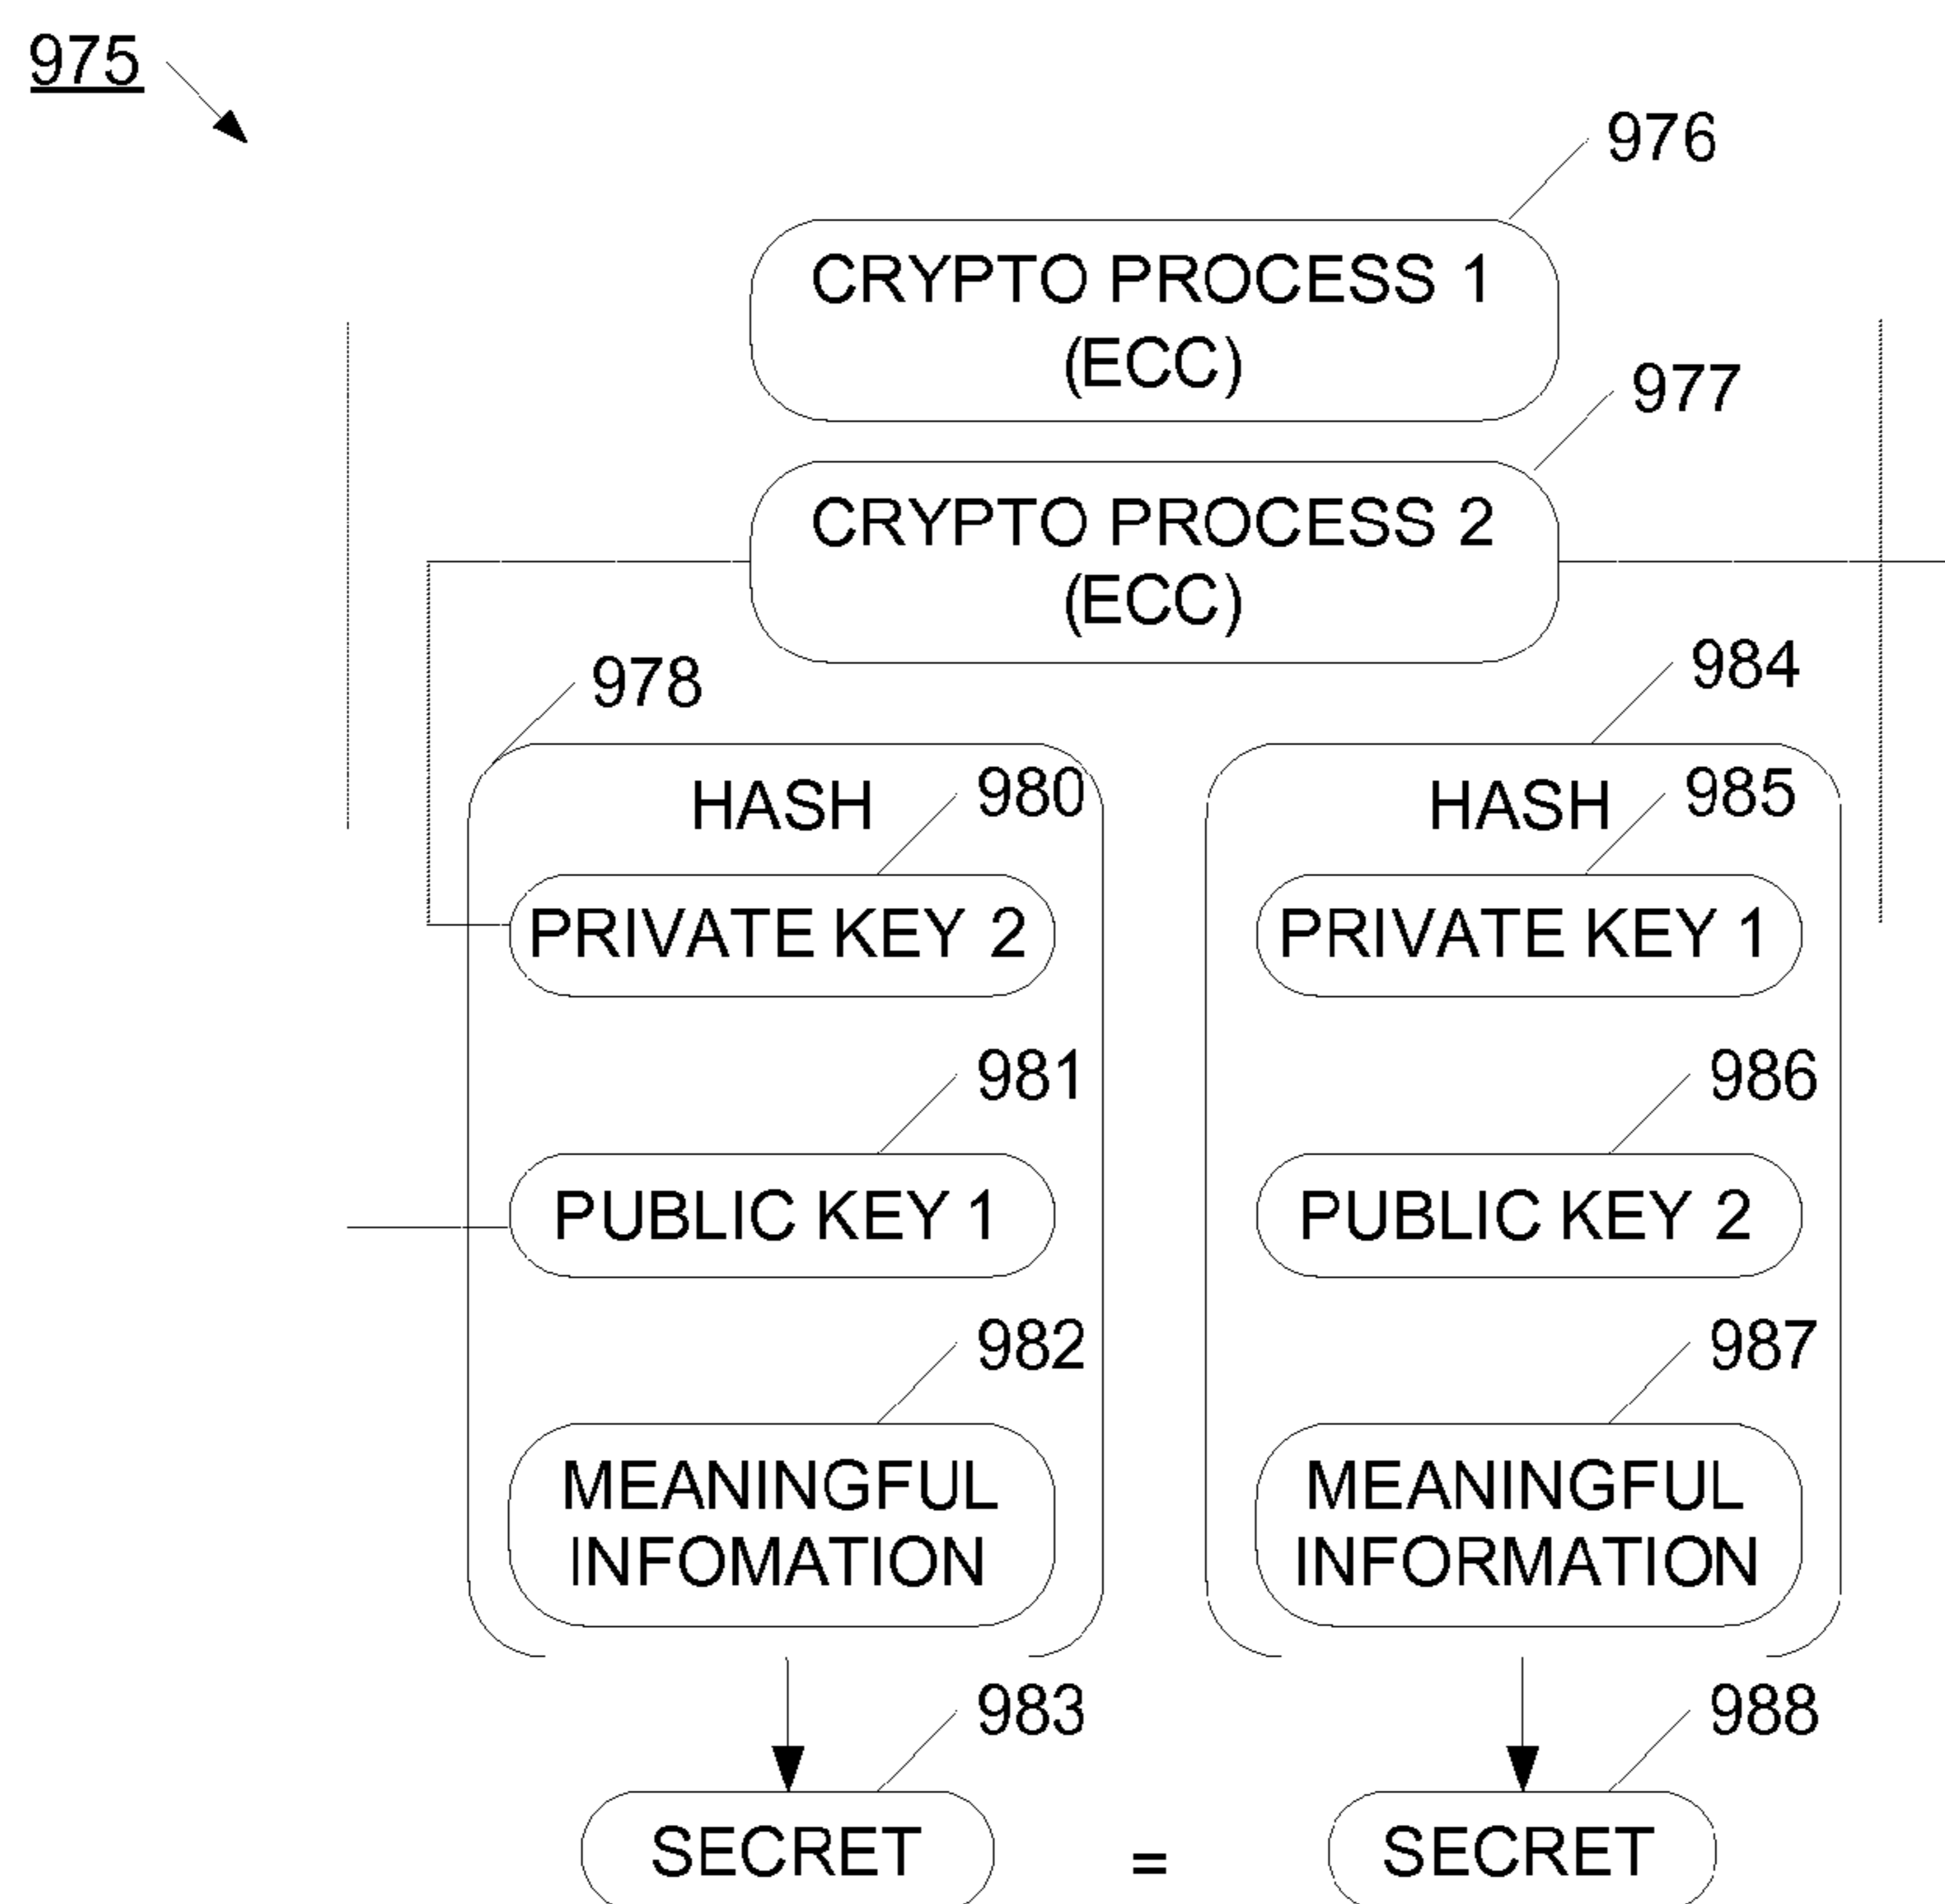 975
976
CRYPTO PROCESS 1
(ECC)
977
CRYPTO PROCESS 2
(ECC)
978
984
HASH
980
HASH
985
PRIVATE KEY 2
PRIVATE KEY 1
981
986
PUBLIC KEY 1
PUBLIC KEY 2
982
987
MEANINGFUL
INFOMATION
MEANINGFUL
INFORMATION
983
988
SECRET
=
SECRET